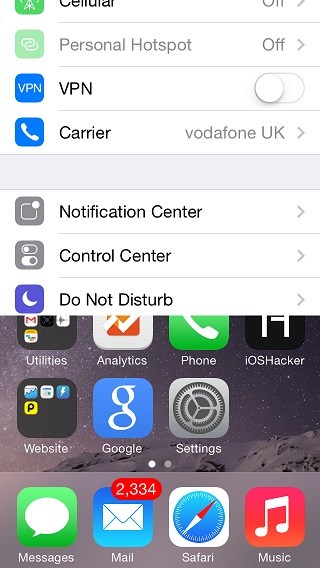 Cellular Off
Personal Hotspot Off
VPN VPN
Carrier vodafone UK
Notification Center
Control Center
Do Not Disturb
Utilities Analytics Phone iOSHacker
g
Website Google Settings
2,334
Messages Mail Safari Music